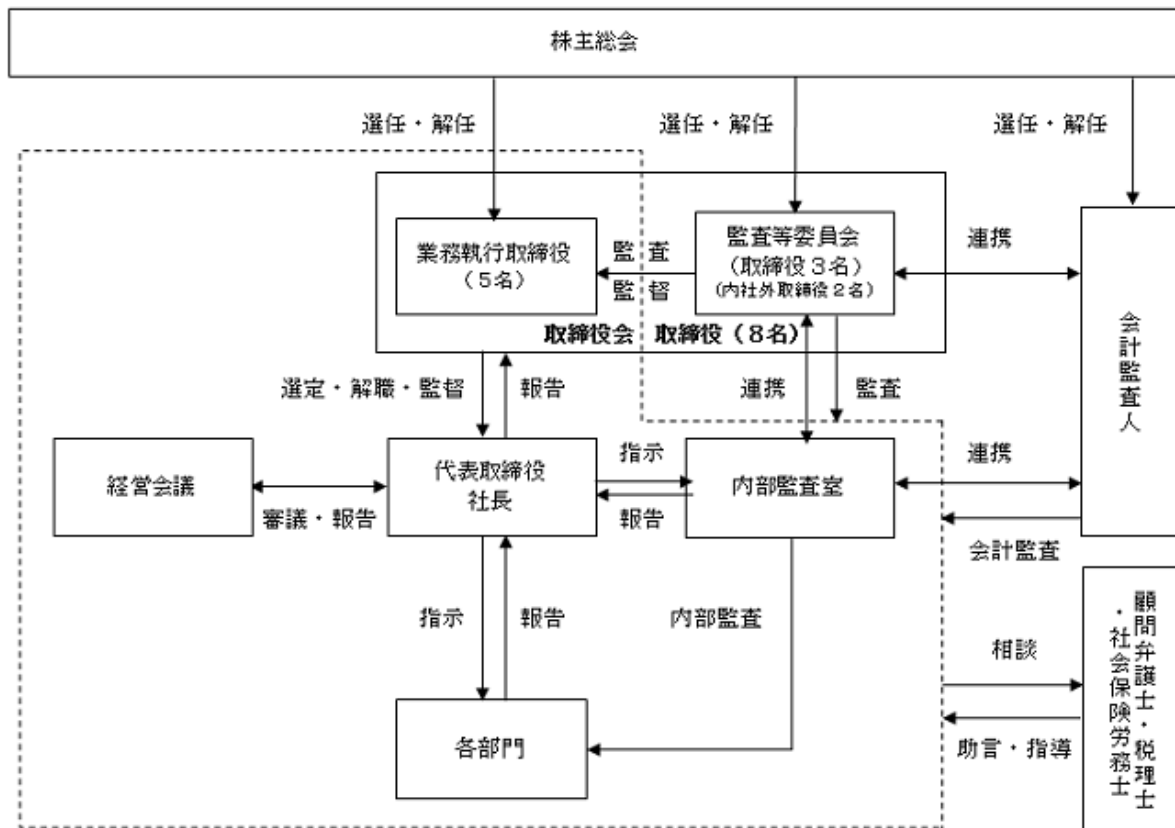 株主総会
選任・解任
選任・解任
選任・解任
業務執行取締役
（５名）
監査
監督
監査等委員会
（取締役３名）
（内社外取締役２名）
連携
取締役会 取締役（８名）
会計監査人
選定・解職・監督
報告
連携
監査
経営会議
審議・報告
代表取締役
社長
指示
報告
内部監査室
連携
会計監査
指示
報告
内部監査
各部門
相談
助言・指導
顧問弁護士・税理士
・社会保険労務士